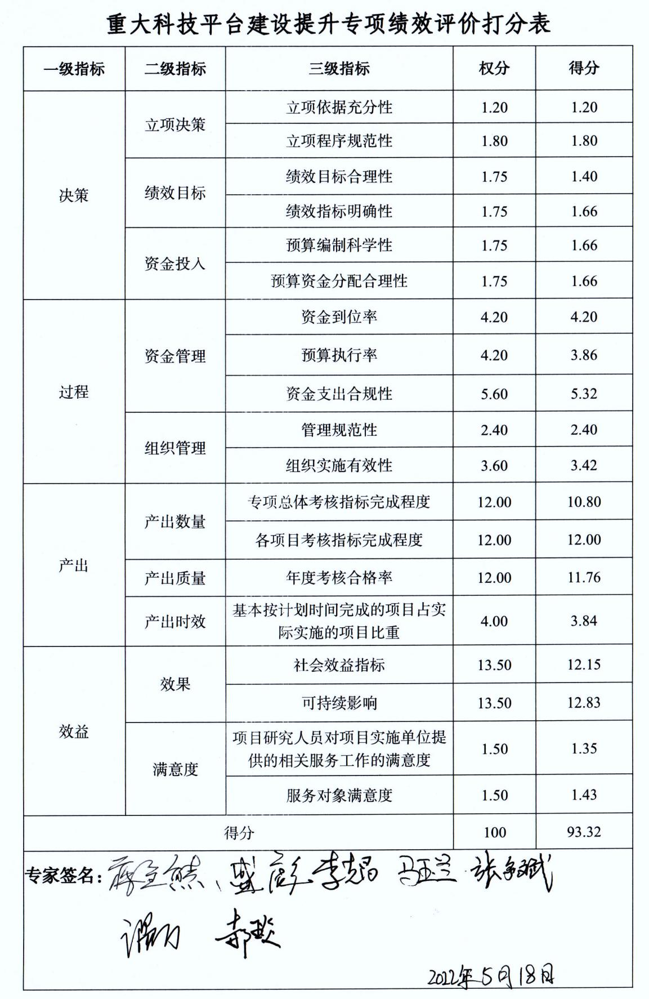 重大科技平台建设提升专项绩效评价打分表
一级指标 二级指标 三级指标 权分 得分
决策 立项决策 立项依据充分性 1.20 1.20
立项程序规范性 1.80 1.80
绩效目标 绩效目标合理性 1.75 1.40
绩效指标明确性 1.75 1.66
资金投入 预算编制科学性 1.75 1.66
预算资金分配合理性 1.75 1.66
过程 资金管理 资金到位率 4.20 4.20
预算执行率 4.20 3.86
资金支出合规性 5.60 5.32
组织管理 管理规范性 2.40 2.40
组织实施有效性 3.60 3.42
产出 产出数量 专项总体考核指标完成程度 12.00 10.80
各项目考核指标完成程度 12.00 12.00
产出质量 年度考核合格率 12.00 11.76
产出时效 基本按计划时间完成的项目占实
际实施的项目比重 4.00 3.84
效益 效果 社会效益指标 13.50 12.15
可持续影响 13.50 12.83
满意度 项目研究人员对项目实施单位提
供的相关服务工作的满意度 1.50 1.35
服务对象满意度 1.50 1.43
得分 100 93.32
专家签名: 李志昂 马玉兰
郝琰
2022年5月18日